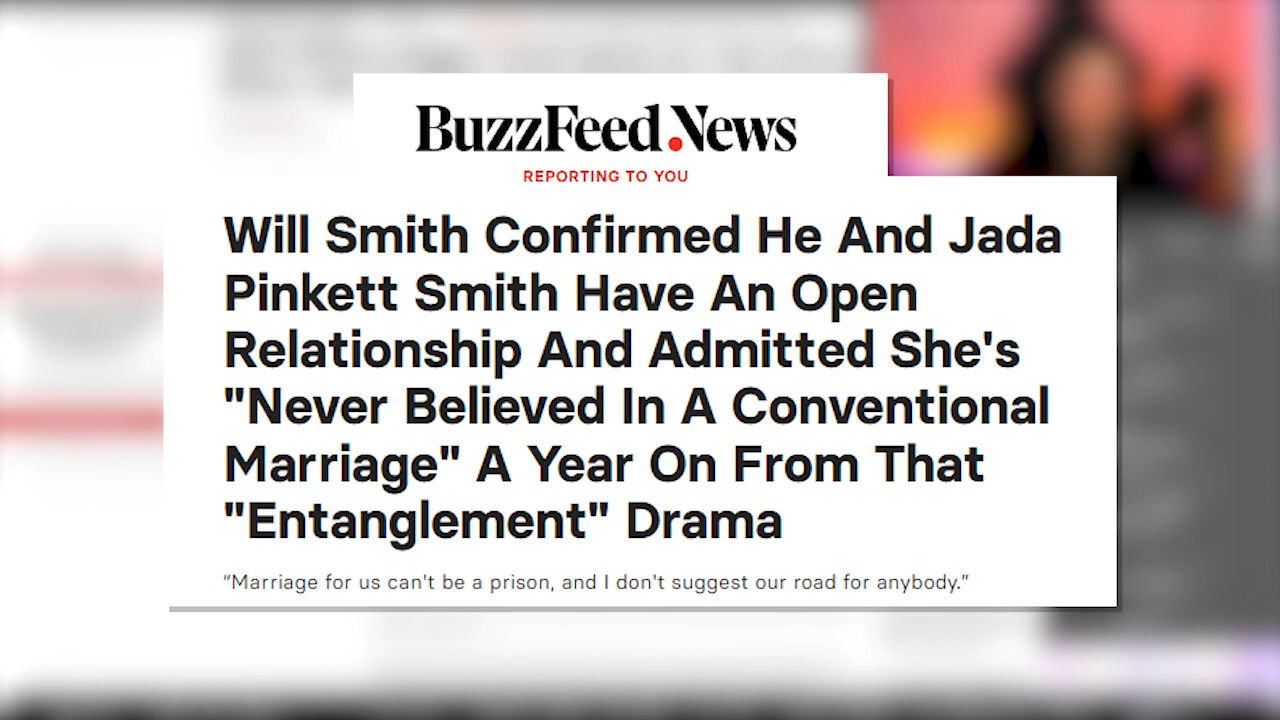 BuzzFeed News
REPORTING TO YOU
Will Smith Confirmed He And Jada
Pinkett Smith Have An Open
Relationship And Admitted She's
"Never Believed In A Conventional
Marriage" A Year On From That
"Entanglement" Drama
“Marriage for us can't be a prison, and I don't suggest our road for anybody.”